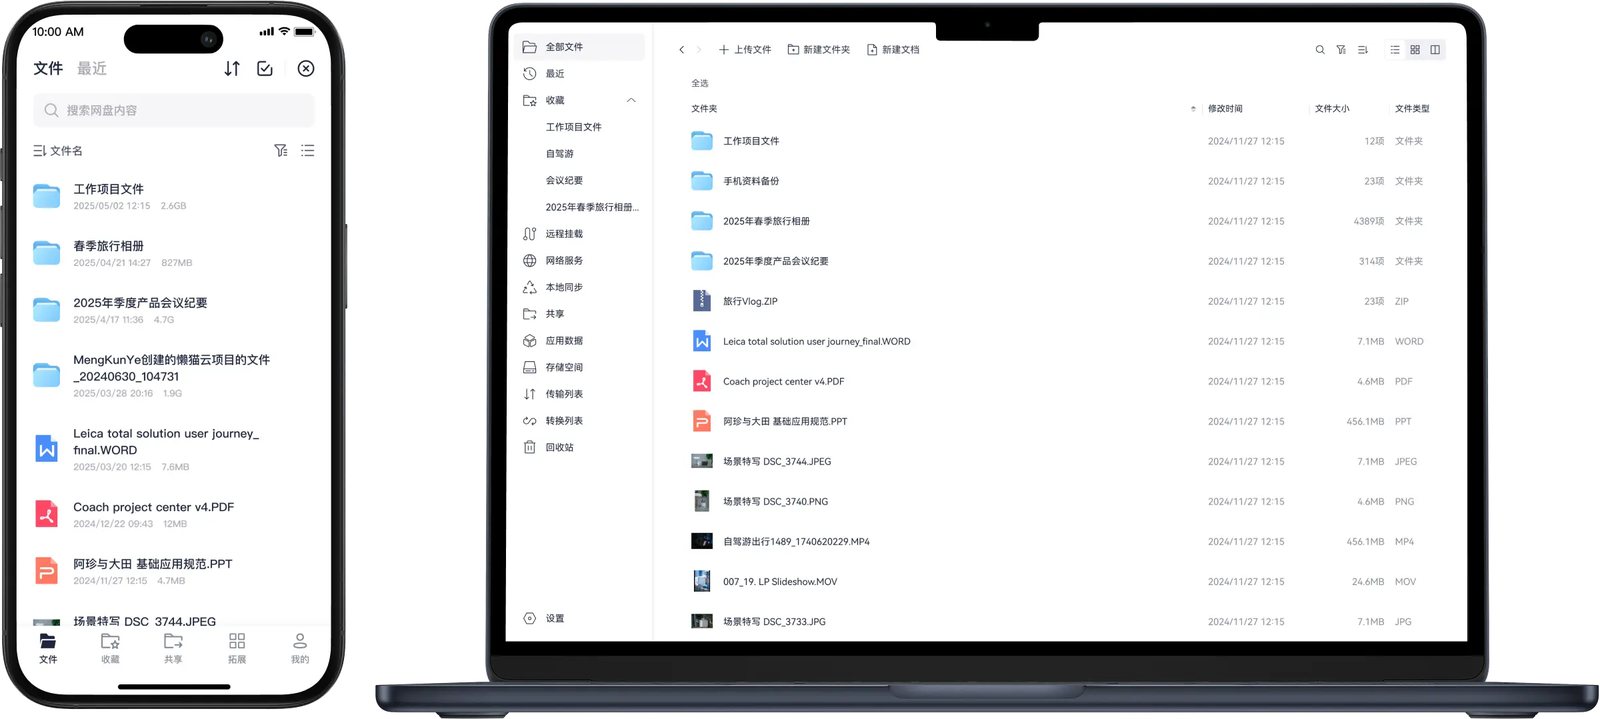 10:00 AM
文件 最近
搜索网盘内容
文件名
工作项目文件
2025/05/02 12:15 2.6GB
春季旅行相册
2025/04/21 14:27 827MB
2025年季度产品会议纪要
2025/4/17 11:36 4.7G
MengKunYe创建的懒猫云项目的文件
_20240630_104731
2025/03/28 20:16 1.9G
Leica total solution user journey_
final.WORD
2025/03/20 12:15 7.6MB
Coach project center v4.PDF
2024/12/22 09:43 12MB
阿珍与大田 基础应用规范.PPT
2024/11/27 12:15 4.7MB
场景特写 DSC_3744.JPEG
文件 收藏 共享 拓展 我的
全部文件
最近
收藏
工作项目文件
自驾游
会议纪要
2025年春季旅行相册...
远程挂载
网络服务
本地同步
共享
应用数据
存储空间
传输列表
转换列表
回收站
设置
上传文件 新建文件夹 新建文档
全选
文件夹 修改时间 文件大小 文件类型
工作项目文件 2024/11/27 12:15 12项 文件夹
手机资料备份 2024/11/27 12:15 23项 文件夹
2025年春季旅行相册 2024/11/27 12:15 4389项 文件夹
2025年季度产品会议纪要 2024/11/27 12:15 314项 文件夹
旅行Vlog.ZIP 2024/11/27 12:15 23项 ZIP
Leica total solution user journey_final.WORD 2024/11/27 12:15 7.1MB WORD
Coach project center v4.PDF 2024/11/27 12:15 4.6MB PDF
阿珍与大田 基础应用规范.PPT 2024/11/27 12:15 456.1MB PPT
场景特写 DSC_3744.JPEG 2024/11/27 12:15 7.1MB JPEG
场景特写 DSC_3740.PNG 2024/11/27 12:15 4.6MB PNG
自驾游出行1489_1740620229.MP4 2024/11/27 12:15 456.1MB MP4
007_19. LP Slideshow.MOV 2024/11/27 12:15 24.6MB MOV
场景特写 DSC_3733.JPG 2024/11/27 12:15 7.1MB JPG